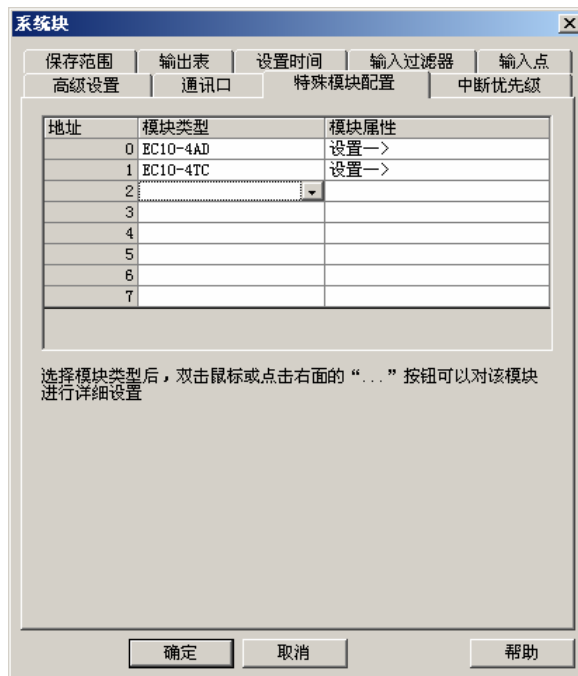 系统块
保存范围 输出表 设置时间 输入过滤器 输入点
高级设置 通讯口 特殊模块配置 中断优先级
地址 模块类型 模块属性
0 EC10-4AD 设置—>
1 EC10-4TC 设置—>
2
3
4
5
6
7
选择模块类型后，双击鼠标或点击右面的“...”按钮可以对该模块
进行详细设置
确定 取消 帮助